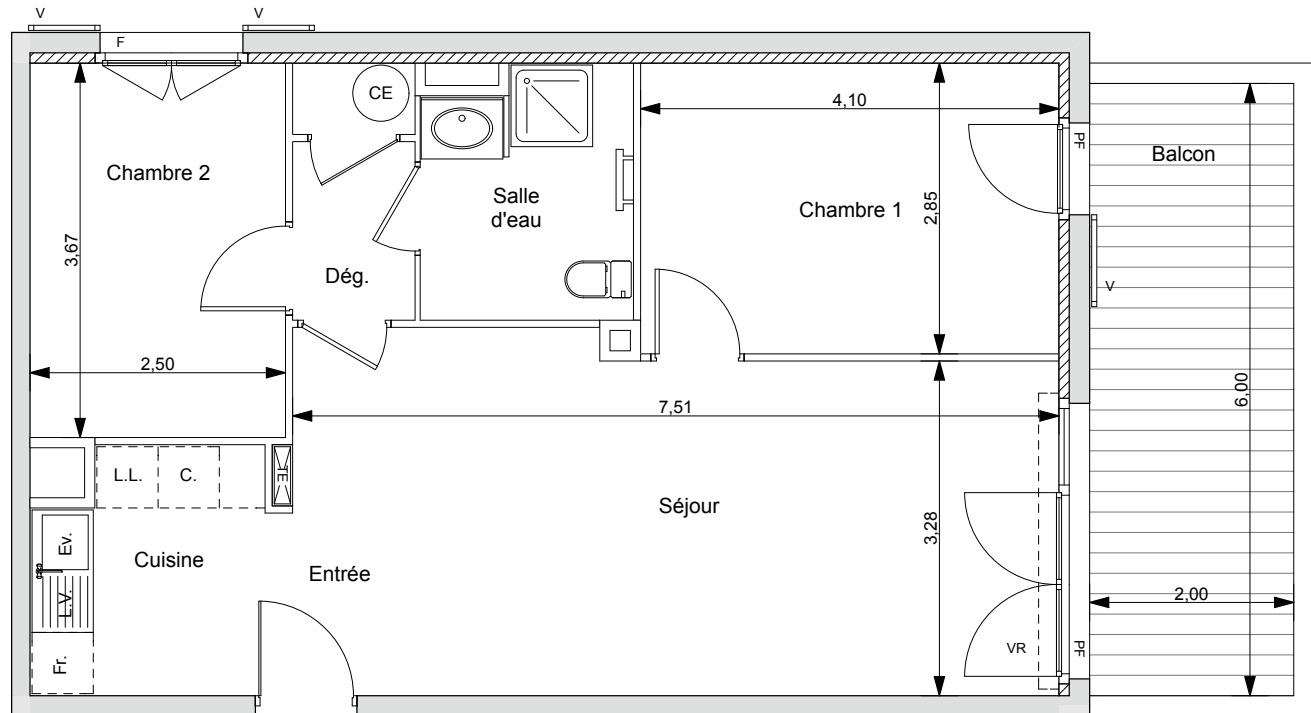 V
V
F
CE
4,10
PF
Balcon
Chambre 2
Salle
d'eau
Chambre 1
2,85
3,67
Dég.
V
2,50
7,51
6,00
L.L.
C.
TE
Séjour
3,28
Ev.
Cuisine
Entrée
L.V.
2,00
Fr.
VR
PF